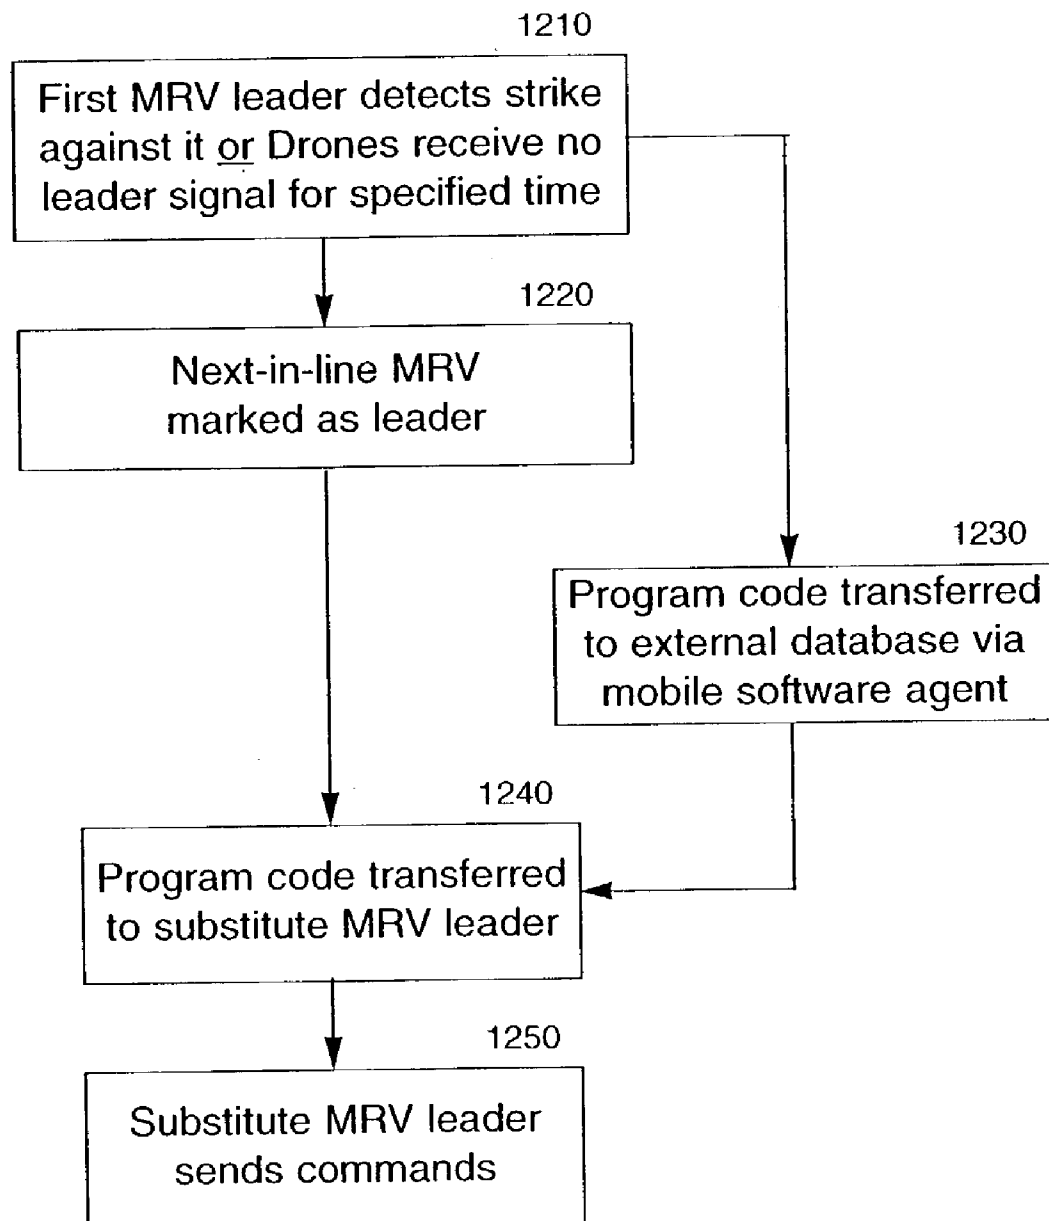 1210
First MRV leader detects strike
against it or Drones receive no
leader signal for specified time
1220
Next-in-line MRV
marked as leader
1230
Program code transferred
to external database via
mobile software agent
1240
Program code transferred
to substitute MRV leader
1250
Substitute MRV leader
sends commands